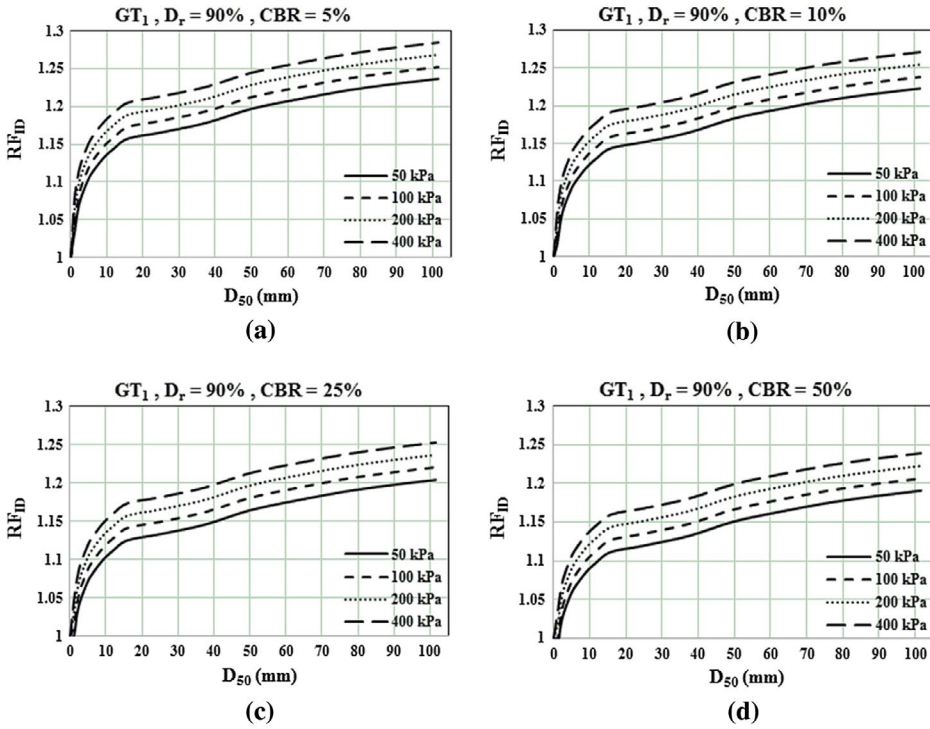 GT1 , Dr = 90% , CBR = 5%
1.3
1.25
1.2
1.15
1.1
1.05
1
RFID
50 kPa
100 kPa
200 kPa
400 kPa
0 10 20 30 40 50 60 70 80 90 100
D50 (mm)
(a)
GT1 , Dr = 90% , CBR = 10%
1.3
1.25
1.2
1.15
1.1
1.05
1
RFID
50 kPa
100 kPa
200 kPa
400 kPa
0 10 20 30 40 50 60 70 80 90 100
D50 (mm)
(b)
GT1 , Dr = 90% , CBR = 25%
1.3
1.25
1.2
1.15
1.1
1.05
1
RFID
50 kPa
100 kPa
200 kPa
400 kPa
0 10 20 30 40 50 60 70 80 90 100
D50 (mm)
(c)
GT1 , Dr = 90% , CBR = 50%
1.3
1.25
1.2
1.15
1.1
1.05
1
RFID
50 kPa
100 kPa
200 kPa
400 kPa
0 10 20 30 40 50 60 70 80 90 100
D50 (mm)
(d)